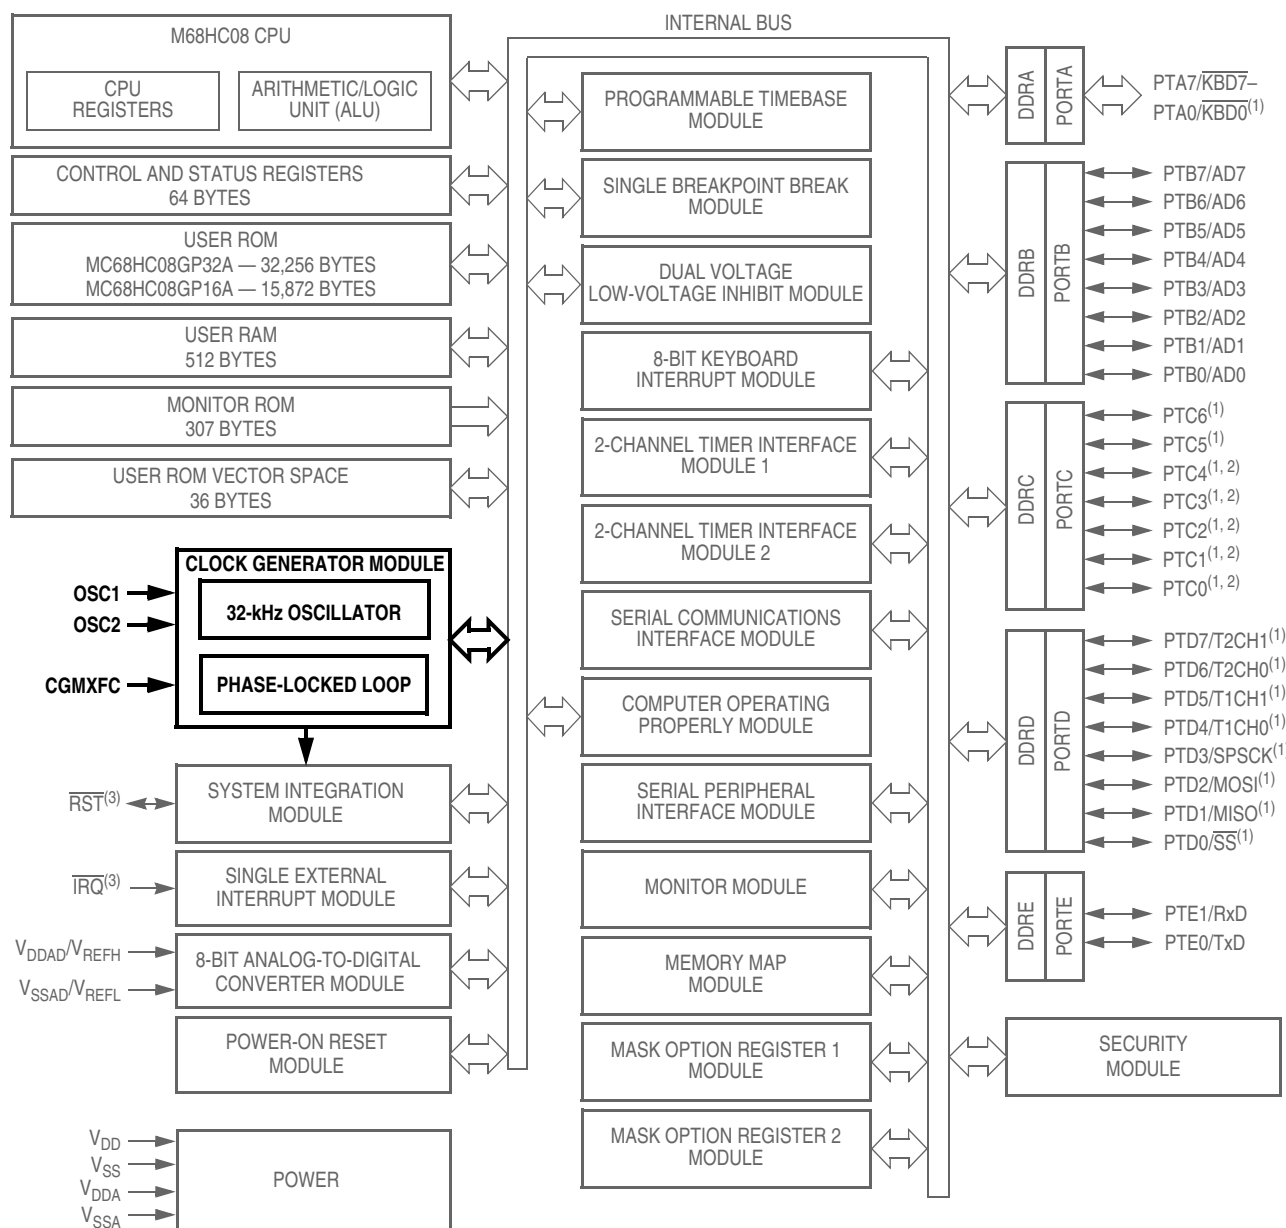 INTERNAL BUS
M68HC08 CPU
CPU
REGISTERS
ARITHMETIC/LOGIC
UNIT (ALU)
CONTROL AND STATUS REGISTERS
64 BYTES
USER ROM
MC68HC08GP32A — 32,256 BYTES
MC68HC08GP16A — 15,872 BYTES
USER RAM
512 BYTES
MONITOR ROM
307 BYTES
USER ROM VECTOR SPACE
36 BYTES
CLOCK GENERATOR MODULE
OSC1
OSC2
32-kHz OSCILLATOR
CGMXFC
PHASE-LOCKED LOOP
RST(3)
SYSTEM INTEGRATION
MODULE
IRQ(3)
SINGLE EXTERNAL
INTERRUPT MODULE
VDDAD/VREFH
VSSAD/VREFL
8-BIT ANALOG-TO-DIGITAL
CONVERTER MODULE
POWER-ON RESET
MODULE
VDD
VSS
VDDA
VSSA
POWER
PROGRAMMABLE TIMEBASE
MODULE
SINGLE BREAKPOINT BREAK
MODULE
DUAL VOLTAGE
LOW-VOLTAGE INHIBIT MODULE
8-BIT KEYBOARD
INTERRUPT MODULE
2-CHANNEL TIMER INTERFACE
MODULE 1
2-CHANNEL TIMER INTERFACE
MODULE 2
SERIAL COMMUNICATIONS
INTERFACE MODULE
COMPUTER OPERATING
PROPERLY MODULE
SERIAL PERIPHERAL
INTERFACE MODULE
MONITOR MODULE
MEMORY MAP
MODULE
MASK OPTION REGISTER 1
MODULE
MASK OPTION REGISTER 2
MODULE
DDRA
PORTA
PTA7/KBD7–
PTA0/KBD0(1)
DDRB
PORTB
PTB7/AD7
PTB6/AD6
PTB5/AD5
PTB4/AD4
PTB3/AD3
PTB2/AD2
PTB1/AD1
PTB0/AD0
DDRC
PORTC
PTC6(1)
PTC5(1)
PTC4(1, 2)
PTC3(1, 2)
PTC2(1, 2)
PTC1(1, 2)
PTC0(1, 2)
DDRD
PORTD
PTD7/T2CH1(1)
PTD6/T2CH0(1)
PTD5/T1CH1(1)
PTD4/T1CH0(1)
PTD3/SPSCK(1
PTD2/MOSI(1)
PTD1/MISO(1)
PTD0/SS(1)
DDRE
PORTE
PTE1/RxD
PTE0/TxD
SECURITY
MODULE